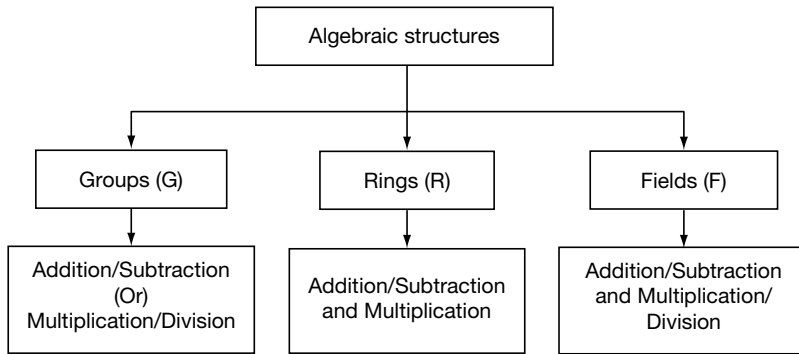 Algebraic structures
Groups (G)
Rings (R)
Fields (F)
Addition/Subtraction
(Or)
Multiplication/Division
Addition/Subtraction
and Multiplication
Addition/Subtraction
and Multiplication/
Division